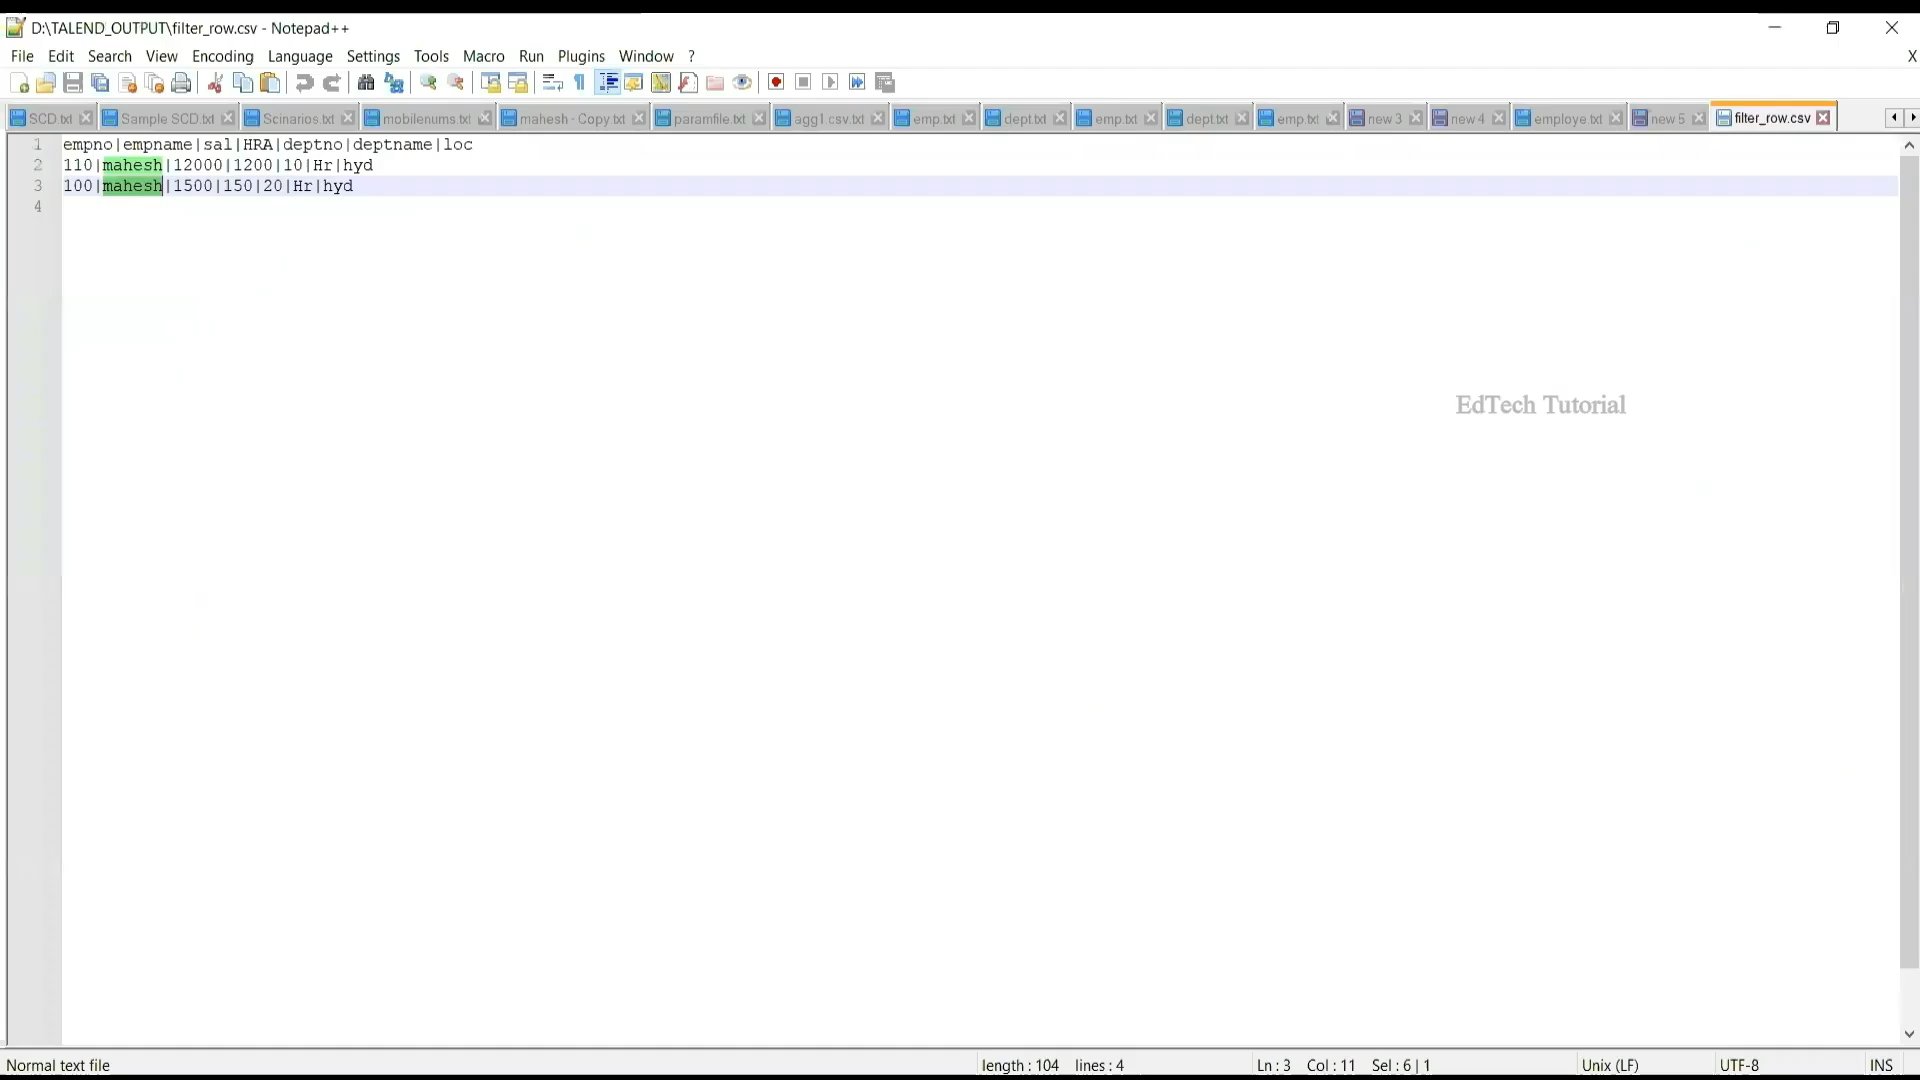 D:\TALEND_OUTPUT\filter_row.csv - Notepad++
File Edit Search View Encoding Language Settings Tools Macro Run Plugins Window ? X
SCD.txt Sample SCD.txt Scinarios.txt mobilenums.txt mahesh - Copy.txt paramfile.txt agg1.csv.txt emp.txt dept.txt emp.txt dept.txt emp.txt new 3 new 4 employe.txt new 5 filter_row.csv
1 empno|empname|sal|HRA|deptno|deptname|loc
2 110|mahesh|12000|1200|10|Hr|hyd
3 100|mahesh|1500|150|20|Hr|hyd
4
EdTech Tutorial
Normal text file length : 104 lines : 4 Ln : 3 Col : 11 Sel : 6 | 1 Unix (LF) UTF-8 INS